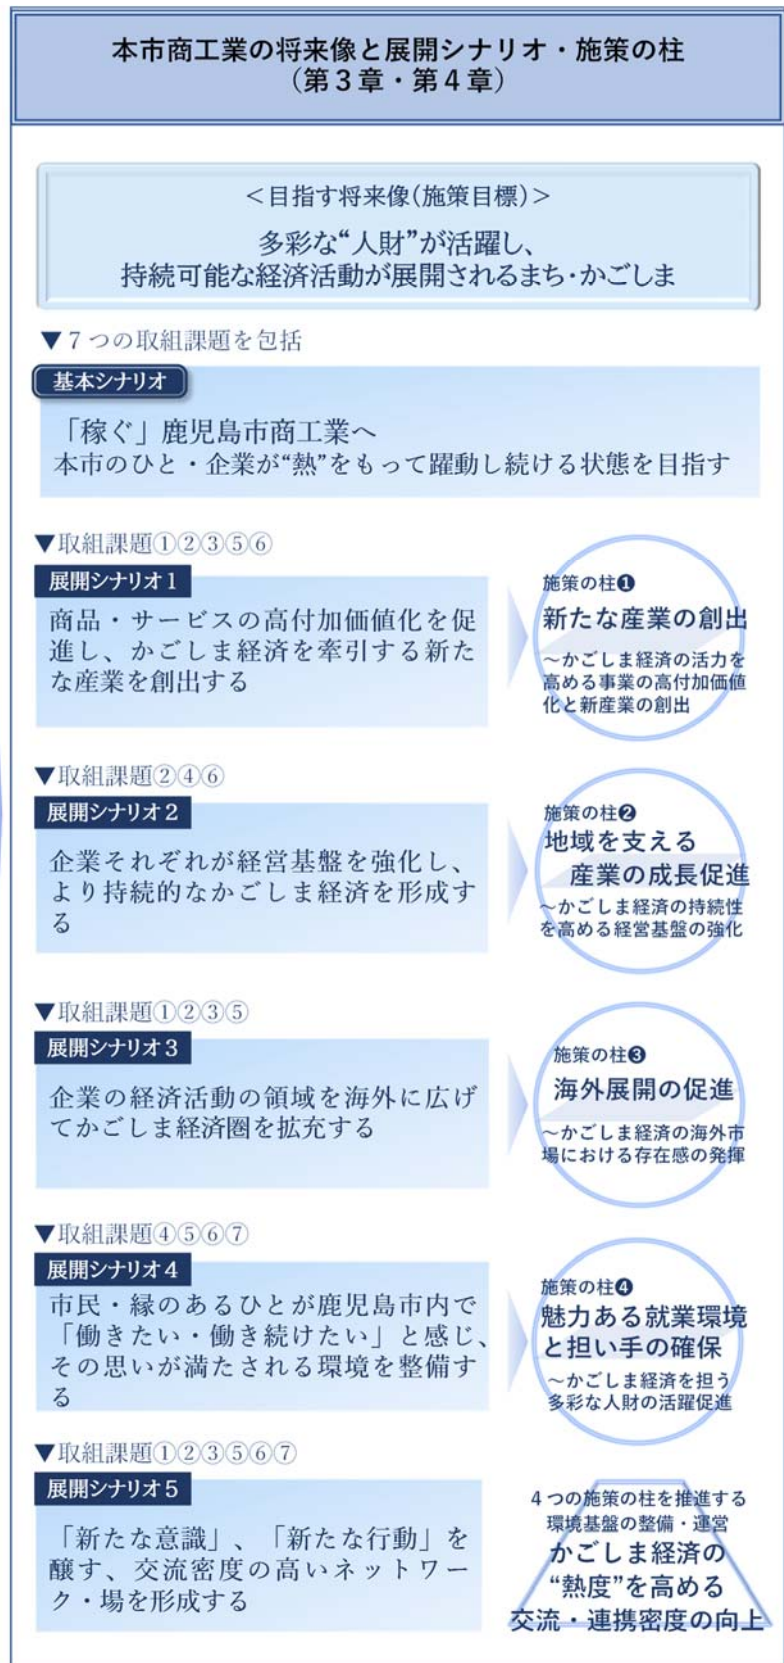 本市商工業の将来像と展開シナリオ・施策の柱
（第３章・第４章）
＜目指す将来像(施策目標)＞
多彩な“人財”が活躍し、
持続可能な経済活動が展開されるまち・かごしま
▼７つの取組課題を包括
基本シナリオ
「稼ぐ」鹿児島市商工業へ
本市のひと・企業が“熱”をもって躍動し続ける状態を目指す
▼取組課題①②③⑤⑥
展開シナリオ１
商品・サービスの高付加価値化を促
進し、かごしま経済を牽引する新た
な産業を創出する
施策の柱❶
新たな産業の創出
～かごしま経済の活力を
高める事業の高付加価値
化と新産業の創出
▼取組課題②④⑥
展開シナリオ２
企業それぞれが経営基盤を強化し、
より持続的なかごしま経済を形成す
る
施策の柱❷
地域を支える
産業の成長促進
～かごしま経済の持続性
を高める経営基盤の強化
▼取組課題①②③⑤
展開シナリオ３
企業の経済活動の領域を海外に広げ
てかごしま経済圏を拡充する
施策の柱❸
海外展開の促進
～かごしま経済の海外市
場における存在感の発揮
▼取組課題④⑤⑥⑦
展開シナリオ４
市民・縁のあるひとが鹿児島市内で
「働きたい・働き続けたい」と感じ、
その思いが満たされる環境を整備す
る
施策の柱❹
魅力ある就業環境
と担い手の確保
～かごしま経済を担う
多彩な人財の活躍促進
▼取組課題①②③⑤⑥⑦
展開シナリオ５
「新たな意識」、「新たな行動」を
醸す、交流密度の高いネットワー
ク・場を形成する
４つの施策の柱を推進する
環境基盤の整備・運営
かごしま経済の
“熱度”を高める
交流・連携密度の向上